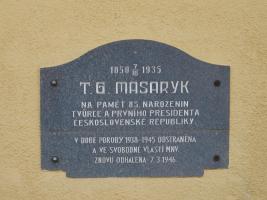 1850 7/III 1935
T. G. MASARYK
NA PAMĚT 85. NAROZENIN
TVŮRCE A PRVNÍHO PRESIDENTA
ČESKOSLOVENSKÉ REPUBLIKY.
V DOBĚ POROBY 1938-1945 ODSTRANĚNA
A VE SVOBODNÉ VLASTI MNV.
ZNOVU ODHALENA 7.3.1946.